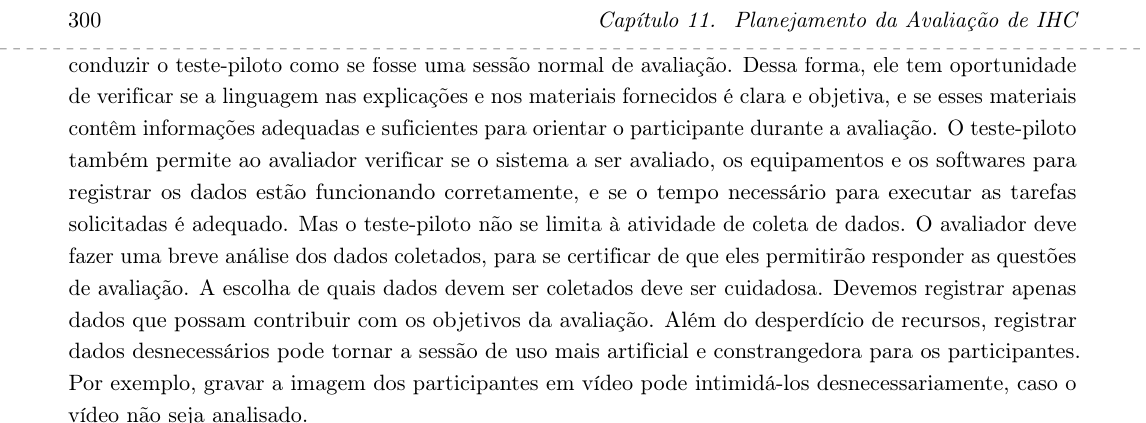 300 Capítulo 11. Planejamento da Avaliação de IHC
conduzir o teste-piloto como se fosse uma sessão normal de avaliação. Dessa forma, ele tem oportunidade
de verificar se a linguagem nas explicações e nos materiais fornecidos é clara e objetiva, e se esses materiais
contêm informações adequadas e suficientes para orientar o participante durante a avaliação. O teste-piloto
também permite ao avaliador verificar se o sistema a ser avaliado, os equipamentos e os softwares para
registrar os dados estão funcionando corretamente, e se o tempo necessário para executar as tarefas
solicitadas é adequado. Mas o teste-piloto não se limita à atividade de coleta de dados. O avaliador deve
fazer uma breve análise dos dados coletados, para se certificar de que eles permitirão responder as questões
de avaliação. A escolha de quais dados devem ser coletados deve ser cuidadosa. Devemos registrar apenas
dados que possam contribuir com os objetivos da avaliação. Além do desperdício de recursos, registrar
dados desnecessários pode tornar a sessão de uso mais artificial e constrangedora para os participantes.
Por exemplo, gravar a imagem dos participantes em vídeo pode intimidá-los desnecessariamente, caso o
vídeo não seja analisado.